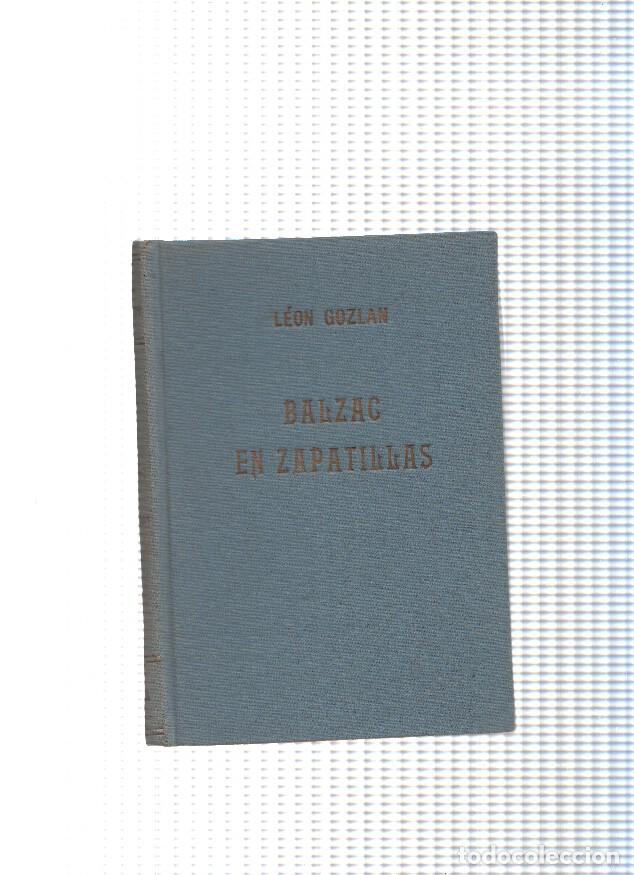 LÉON GOZLAN
BALZAC
EN ZAPATILLAS
todocoleccion